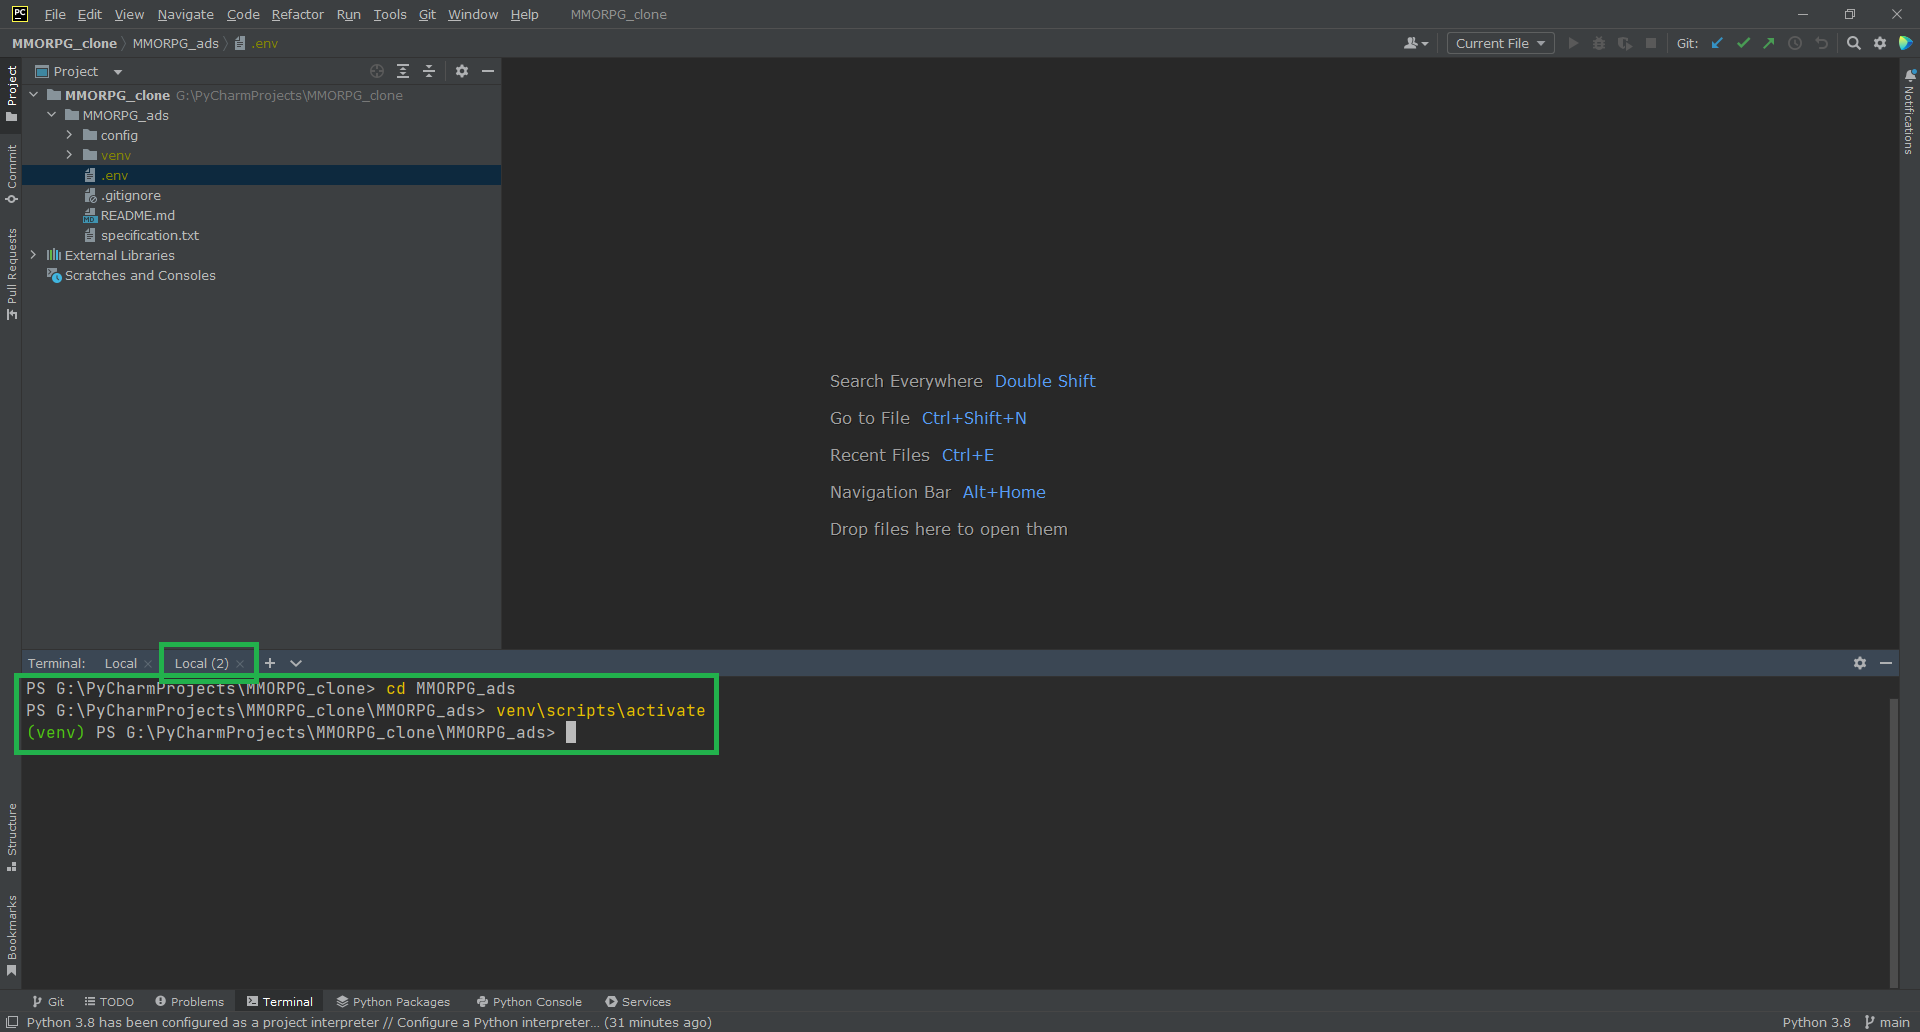 PC File Edit View Navigate Code Refactor Run Tools Git Window Help MMORPG_clone
MMORPG_clone MMORPG_ads .env Current File Git:
Project
MMORPG_clone G:\PyCharmProjects\MMORPG_clone
MMORPG_ads
config
venv
.env
.gitignore
MD README.md
specification.txt
External Libraries
Scratches and Consoles
Project
Commit
Pull Requests
Notifications
Search Everywhere Double Shift
Go to File Ctrl+Shift+N
Recent Files Ctrl+E
Navigation Bar Alt+Home
Drop files here to open them
Terminal: Local Local (2)
PS G:\PyCharmProjects\MMORPG_clone> cd MMORPG_ads
PS G:\PyCharmProjects\MMORPG_clone\MMORPG_ads> venv\scripts\activate
(venv) PS G:\PyCharmProjects\MMORPG_clone\MMORPG_ads>
Structure
Bookmarks
Git TODO Problems Terminal Python Packages Python Console Services
Python 3.8 has been configured as a project interpreter // Configure a Python interpreter... (31 minutes ago) Python 3.8 main